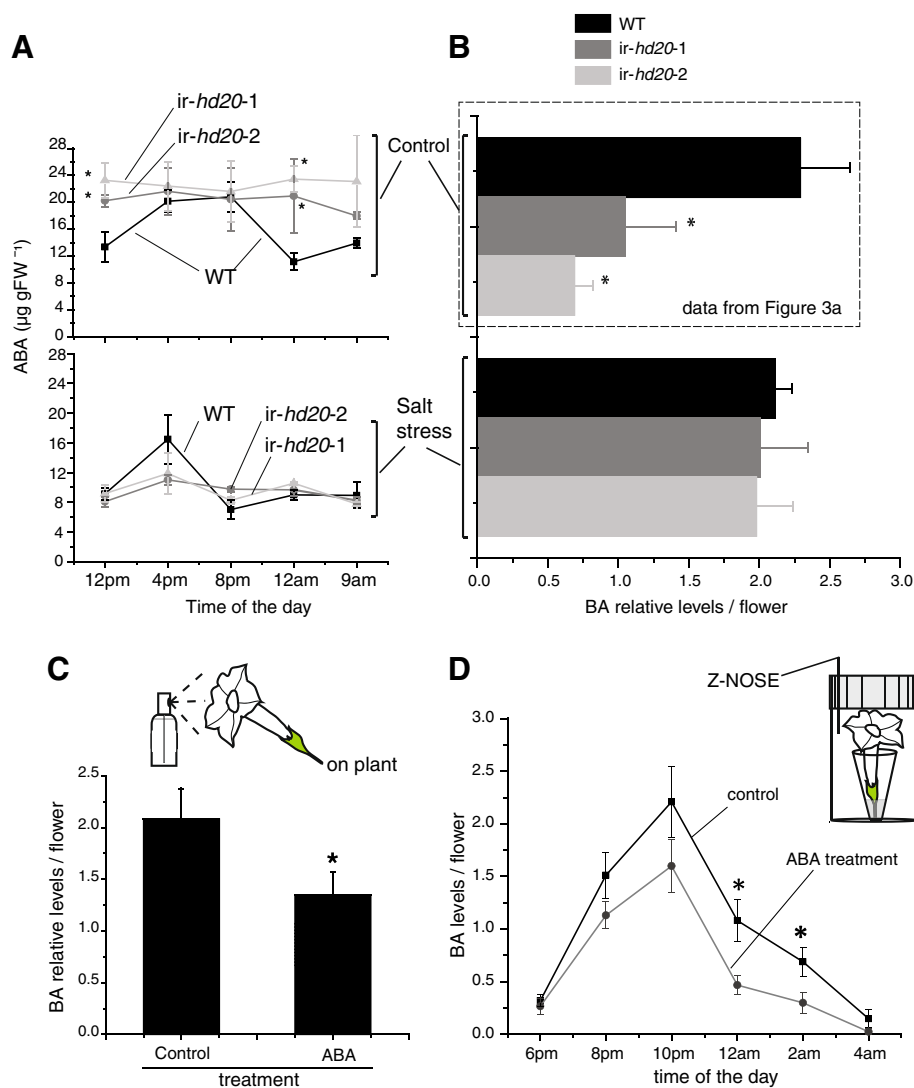 A
B
WT
ir-hd20-1
ir-hd20-2
ir-hd20-1
ir-hd20-2
*
*
*
*
WT
Control
28
24
20
16
12
8
4
0
ABA (µg gFW ⁻¹)
*
*
data from Figure 3a
28
24
20
16
12
8
4
0
WT
ir-hd20-2
ir-hd20-1
Salt
stress
12pm 4pm 8pm 12am 9am
Time of the day
0.0 0.5 1.0 1.5 2.0 2.5 3.0
BA relative levels / flower
C
on plant
2.5
2.0
1.5
1.0
0.5
0.0
BA relative levels / flower
*
Control ABA
treatment
D
Z-NOSE
3.0
2.5
2.0
1.5
1.0
0.5
0.0
BA levels / flower
control
ABA treatment
*
*
6pm 8pm 10pm 12am 2am 4am
time of the day